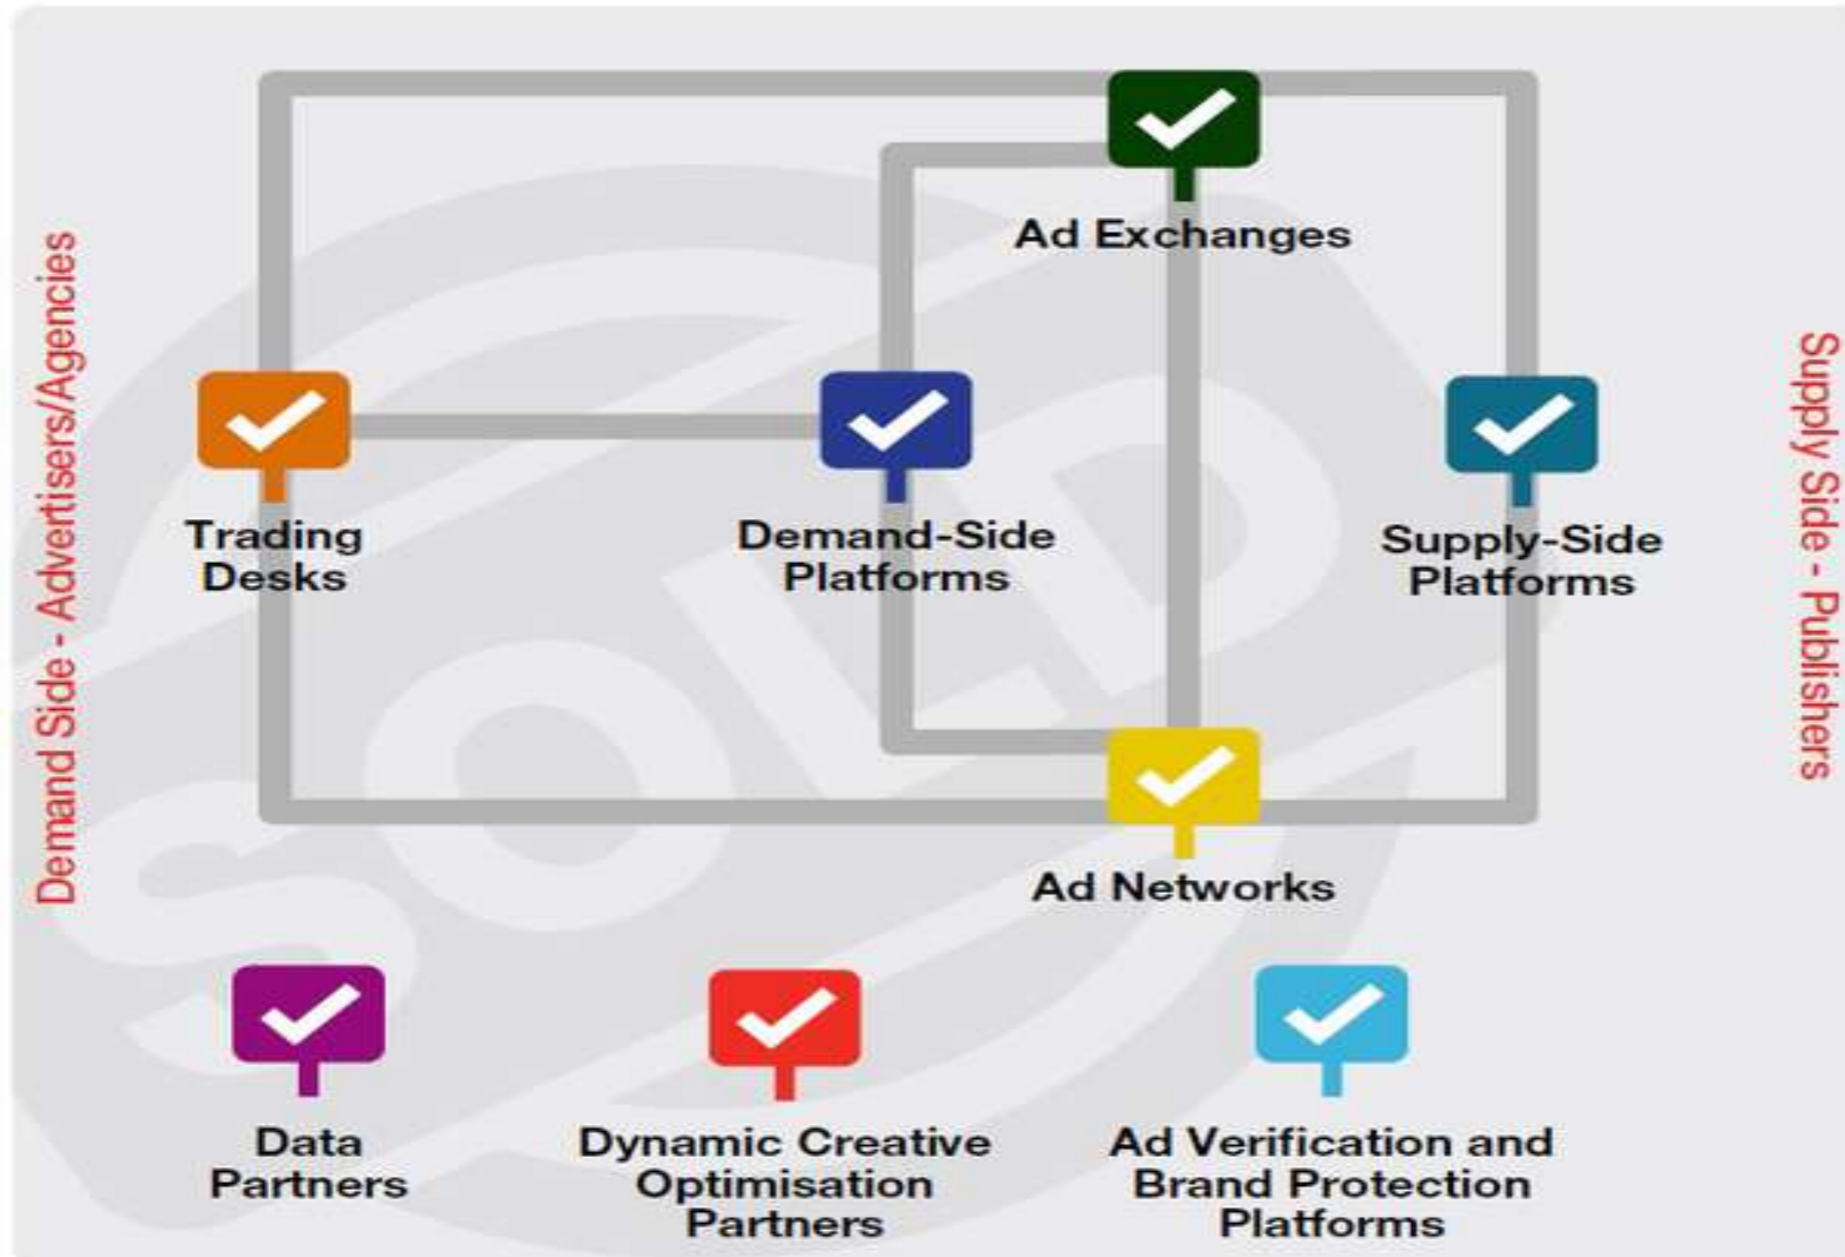 Demand Side - Advertisers/Agencies
Ad Exchanges
Trading
Desks
Demand-Side
Platforms
Supply-Side
Platforms
Supply Side - Publishers
Ad Networks
SOLD
Data
Partners
Dynamic Creative
Optimisation
Partners
Ad Verification and
Brand Protection
Platforms